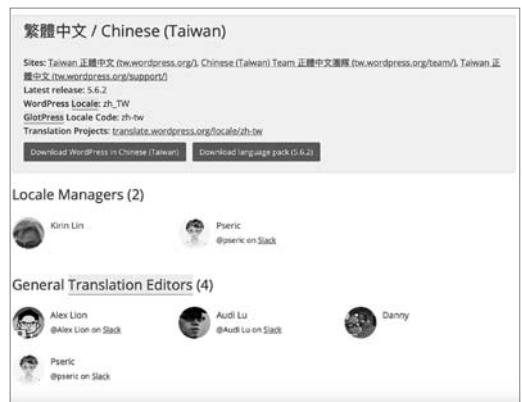 繁體中文 / Chinese (Taiwan)
Sites: Taiwan 正體中文 (tw.wordpress.org/), Chinese (Taiwan) Team 正體中文團隊 (tw.wordpress.org/team/), Taiwan 正
體中文 (tw.wordpress.org/support/)
Latest release: 5.6.2
WordPress Locale: zh_TW
GlotPress Locale Code: zh-tw
Translation Projects: translate.wordpress.org/locale/zh-tw
Download WordPress in Chinese (Taiwan) Download language pack (5.6.2)
Locale Managers (2)
Kirin Lin Pseric
@pseric on Slack
General Translation Editors (4)
Alex Lion Audi Lu Danny
@Alex Lion on Slack @Audi Lu on Slack
Pseric
@pseric on Slack